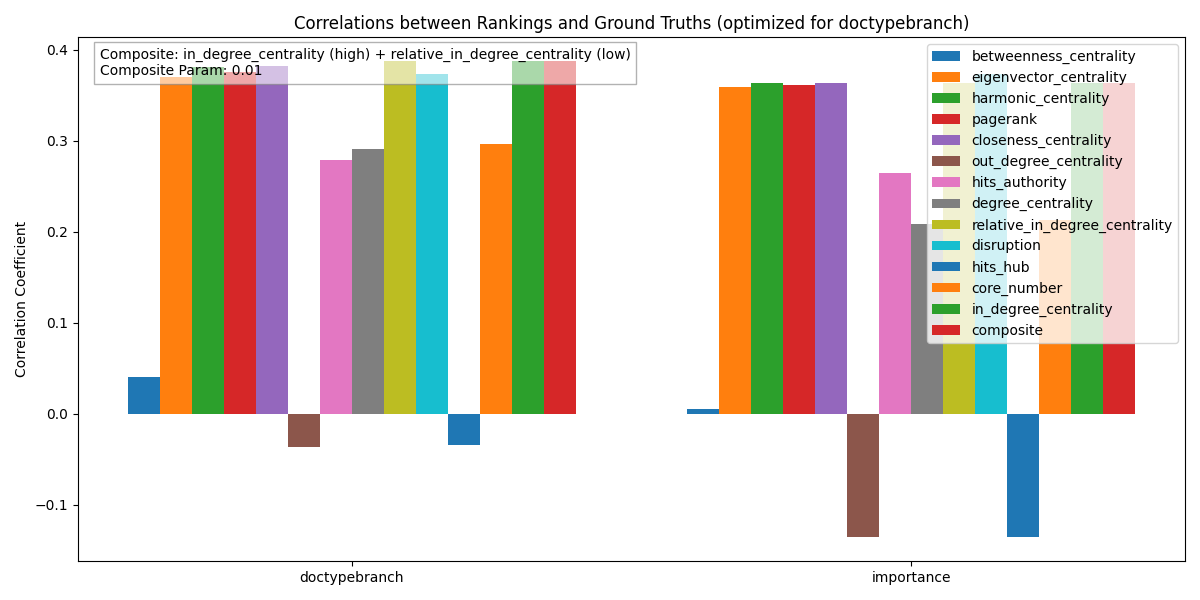 Correlations between Rankings and Ground Truths (optimized for doctypebranch)
Composite: in_degree_centrality (high) + relative_in_degree_centrality (low)
Composite Param: 0.01
betweenness_centrality
eigenvector_centrality
harmonic_centrality
pagerank
closeness_centrality
out_degree_centrality
hits_authority
degree_centrality
relative_in_degree_centrality
disruption
hits_hub
core_number
in_degree_centrality
composite
Correlation Coefficient
0.4
0.3
0.2
0.1
0.0
−0.1
doctypebranch
importance